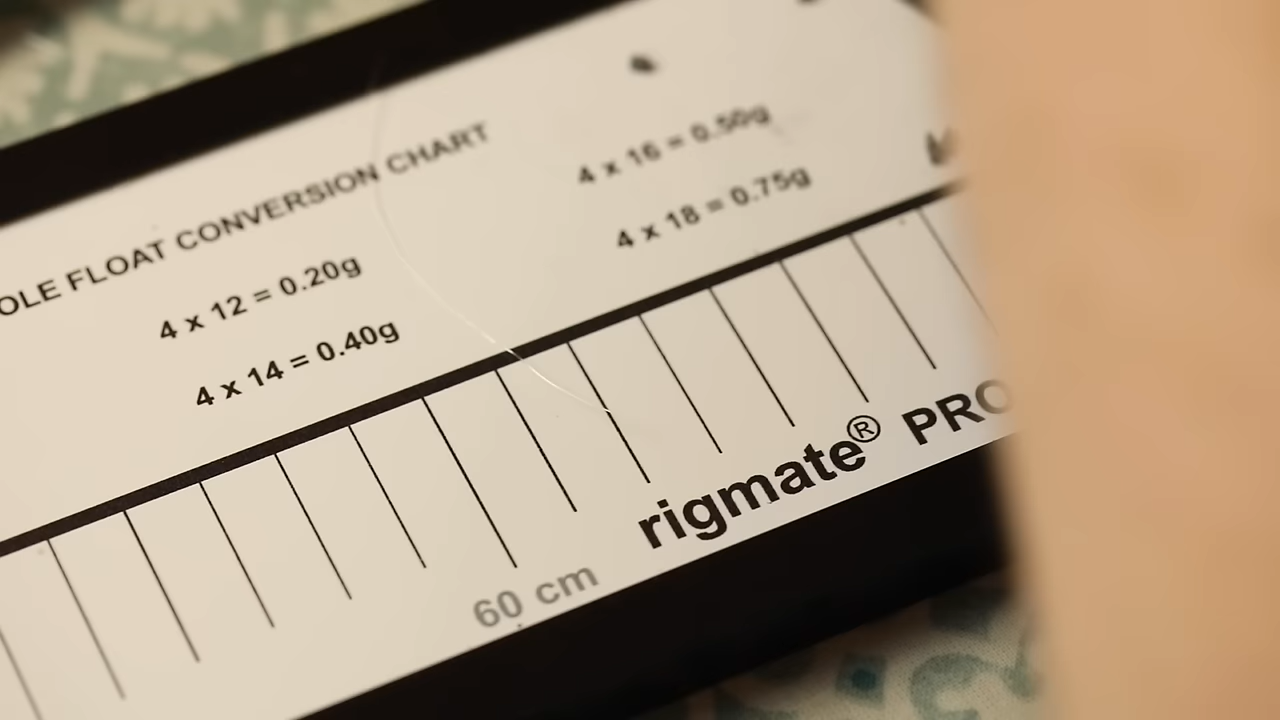 OLE FLOAT CONVERSION CHART
4 x 12 = 0.20g
4 x 14 = 0.40g
4 x 16 = 0.50g
4 x 18 = 0.75g
rigmate® PRO
60 cm